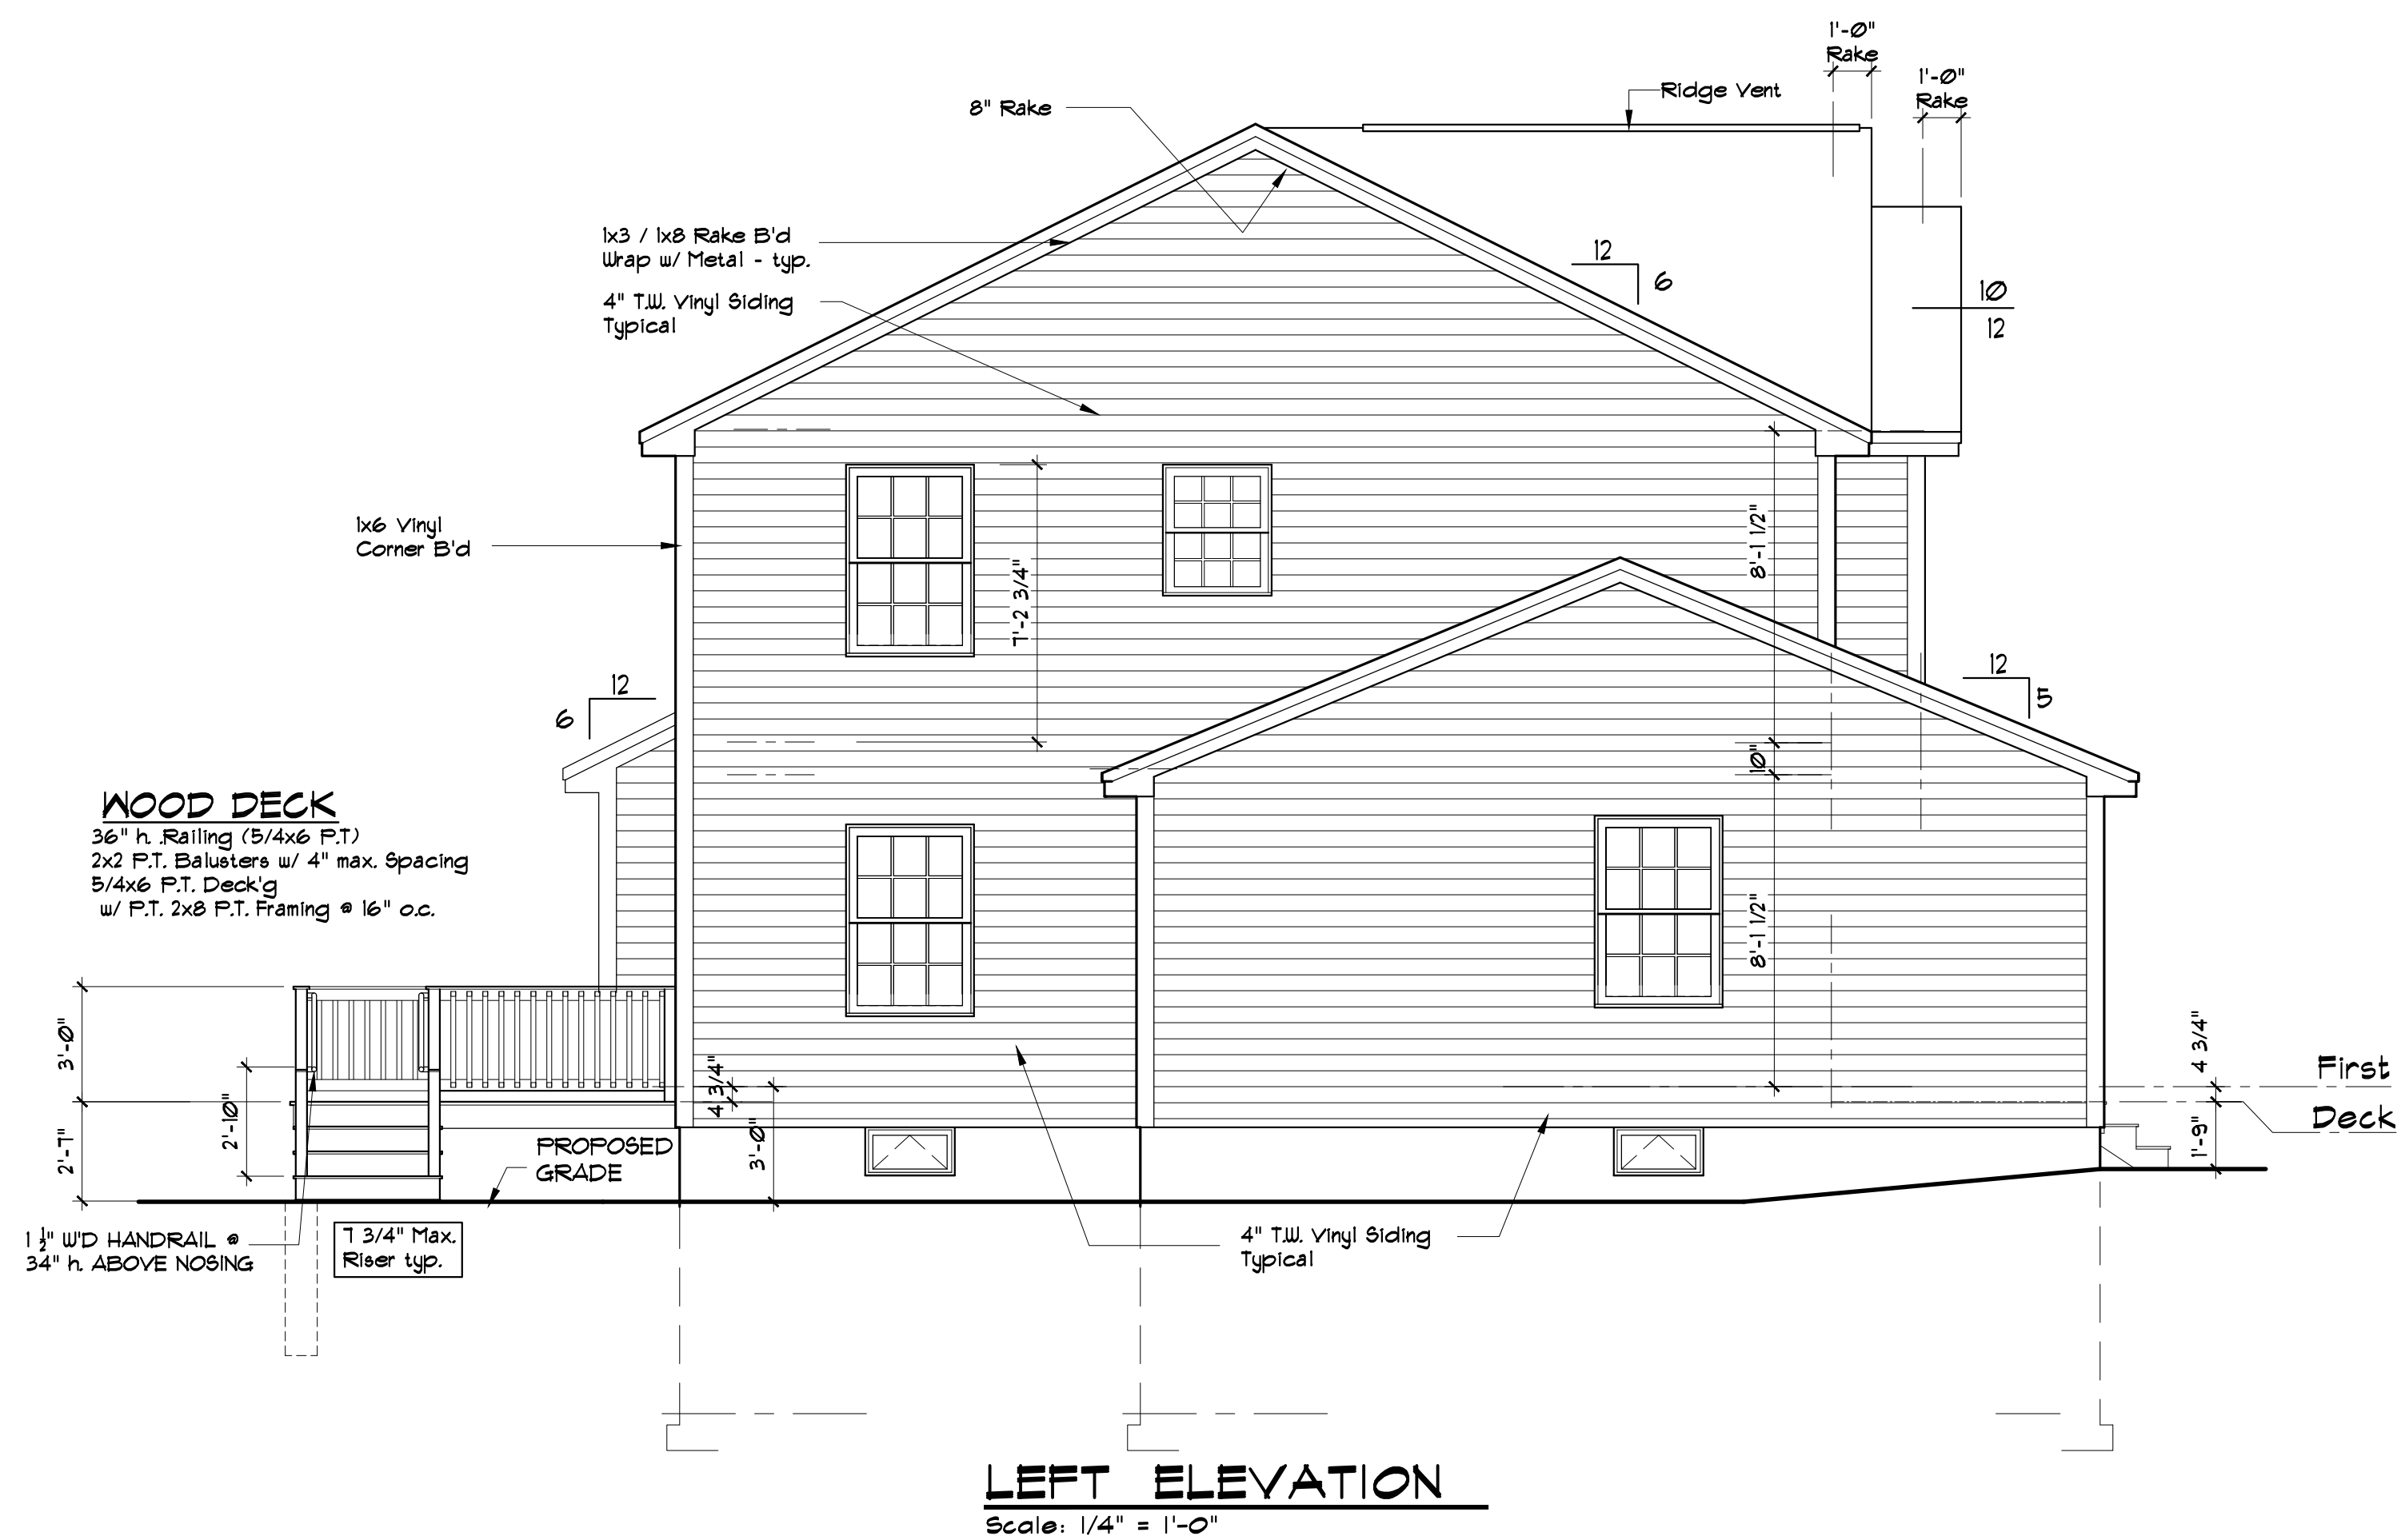 1'-0"
Rake
1'-0"
Rake
Ridge Vent
8" Rake
1x3 / 1x8 Rake B'd
Wrap w/ Metal - typ.
12
6
4" T.W. Vinyl Siding
Typical
10
12
1x6 Vinyl
Corner B'd
8'-1 1/2"
7'-2 3/4"
12
6
12
5
10"
WOOD DECK
36" h. Railing (5/4x6 P.T)
2x2 P.T. Balusters w/ 4" max. Spacing
5/4x6 P.T. Deck'g
w/ P.T. 2x8 P.T. Framing @ 16" o.c.
8'-1 1/2"
3'-0"
4 3/4"
4 3/4"
First
Deck
2'-10"
2'-7"
3'-0"
1'-9"
PROPOSED
GRADE
1 1/2" W'D HANDRAIL @
34" h. ABOVE NOSING
7 3/4" Max.
Riser typ.
4" T.W. Vinyl Siding
Typical
LEFT ELEVATION
Scale: 1/4" = 1'-0"